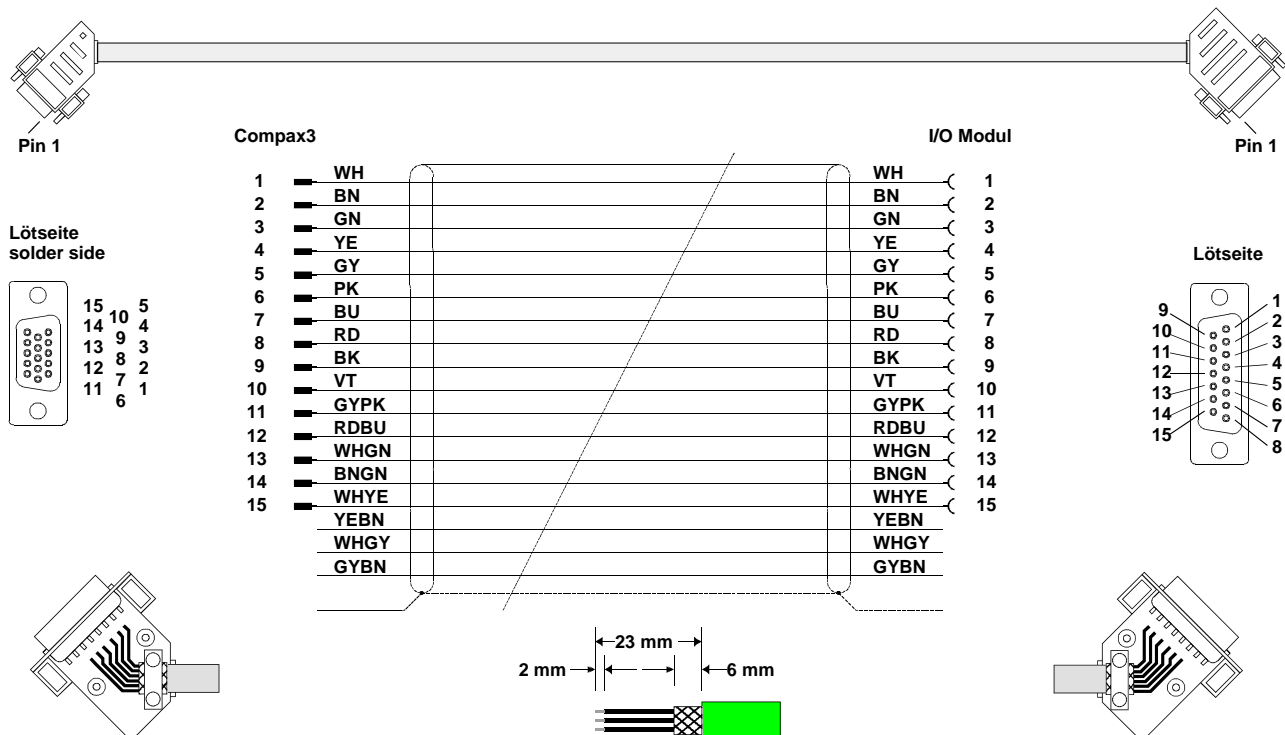 Pin 1
Pin 1
Compax3
I/O Modul
1 WH WH 1
2 BN BN 2
3 GN GN 3
4 YE YE 4
5 GY GY 5
6 PK PK 6
7 BU BU 7
8 RD RD 8
9 BK BK 9
10 VT VT 10
11 GYPK GYPK 11
12 RDBU RDBU 12
13 WHGN WHGN 13
14 BNGN BNGN 14
15 WHYE WHYE 15
YEBN YEBN
WHGY WHGY
GYBN GYBN
Lötseite
solder side
15 5
10
14 4
9
13 3
8
12 2
7
11 1
6
Lötseite
1
9
2
10
3
11
4
12
5
13
6
14
7
15
8
23 mm
2 mm 6 mm